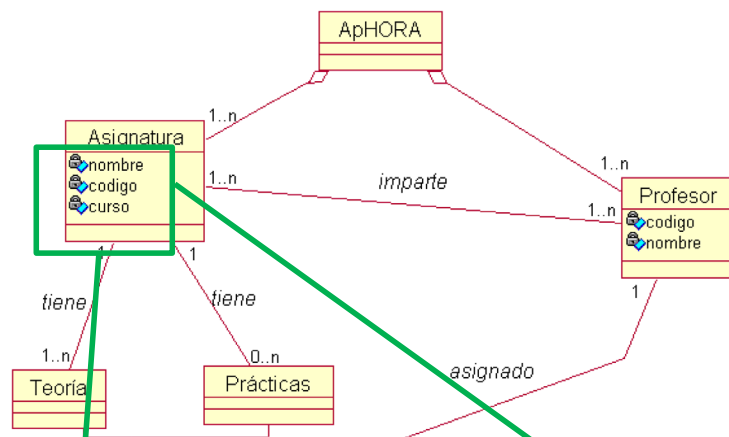 ApHORA
1..n
1..n
Asignatura
nombre
codigo
curso
1..n
imparte
1..n
Profesor
codigo
nombre
1
1
1
tiene
tiene
1..n
0..n
asignado
Teoría
Prácticas